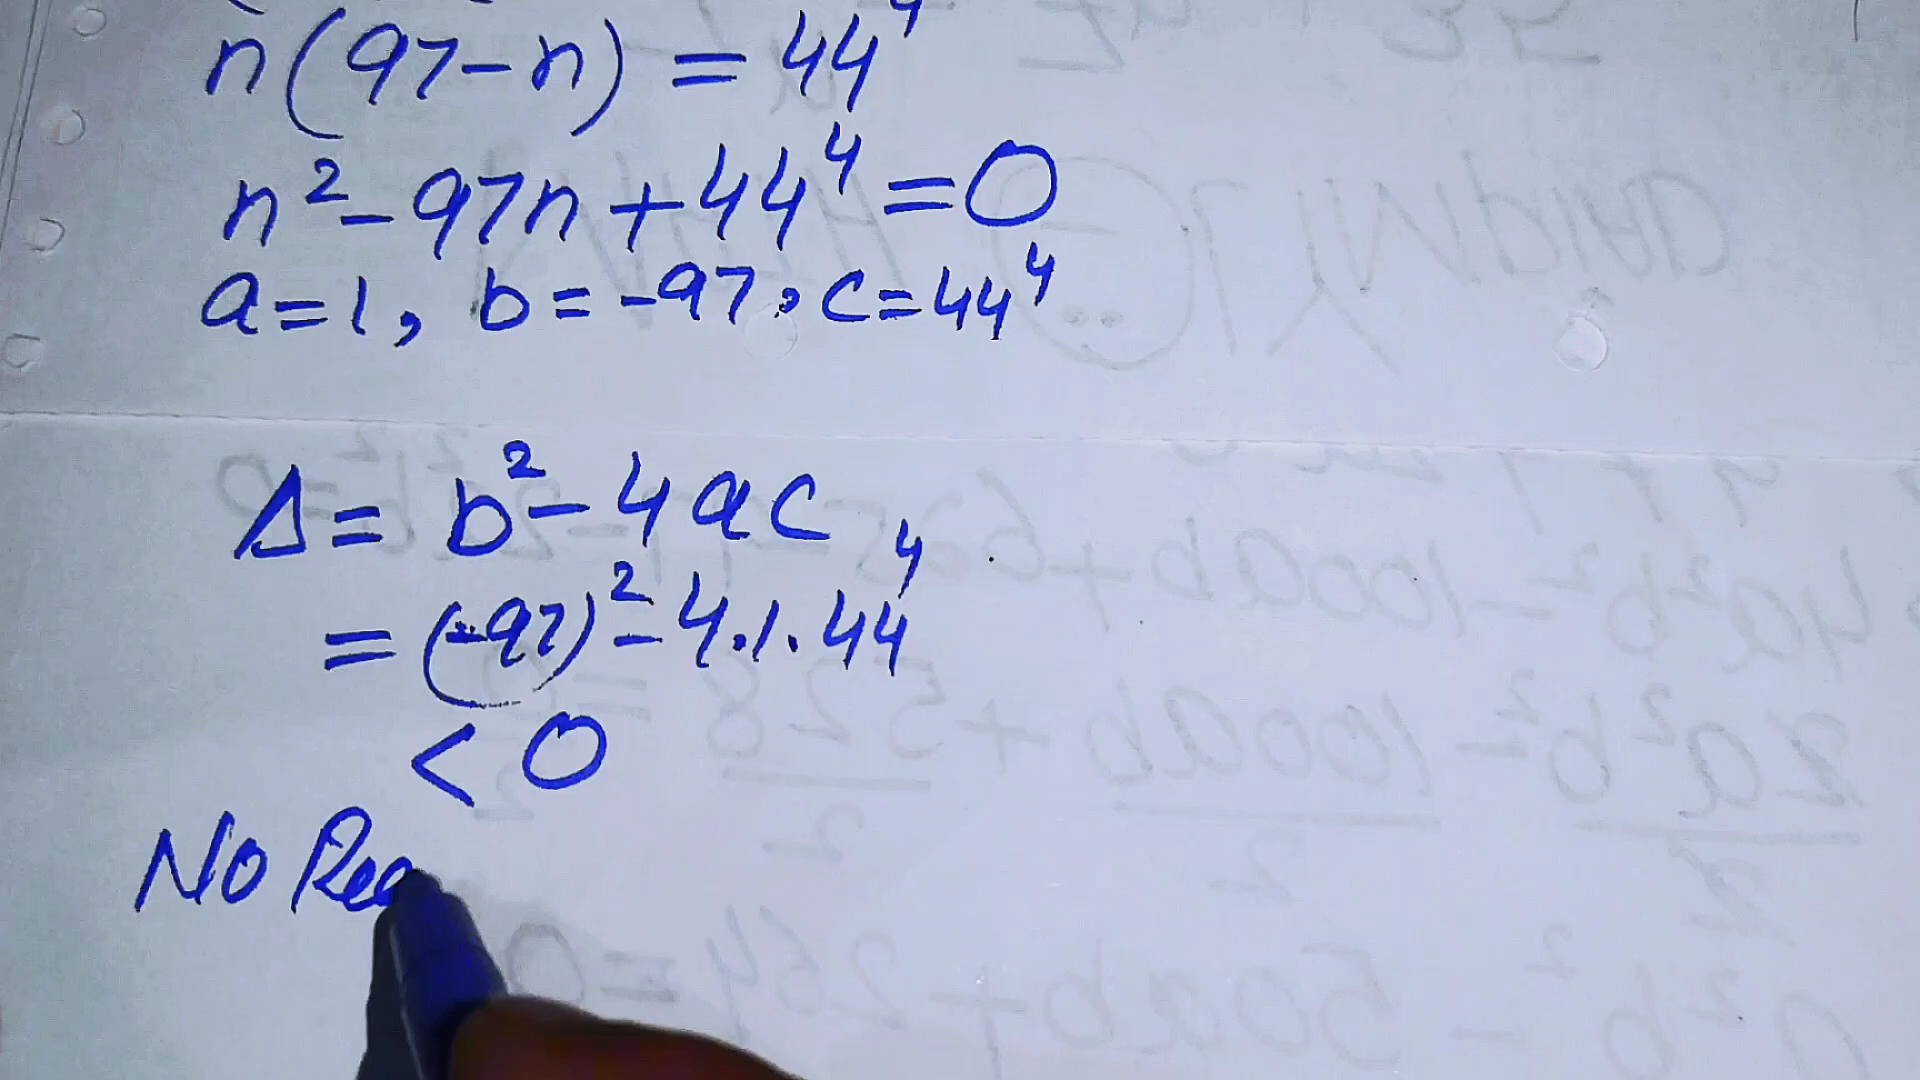 n(97-n) = 44⁴
n² - 97n + 44⁴ = 0
a=1, b=-97, c=44⁴
Δ = b² - 4ac
= (-97)² - 4.1.44⁴
< 0
No Rea